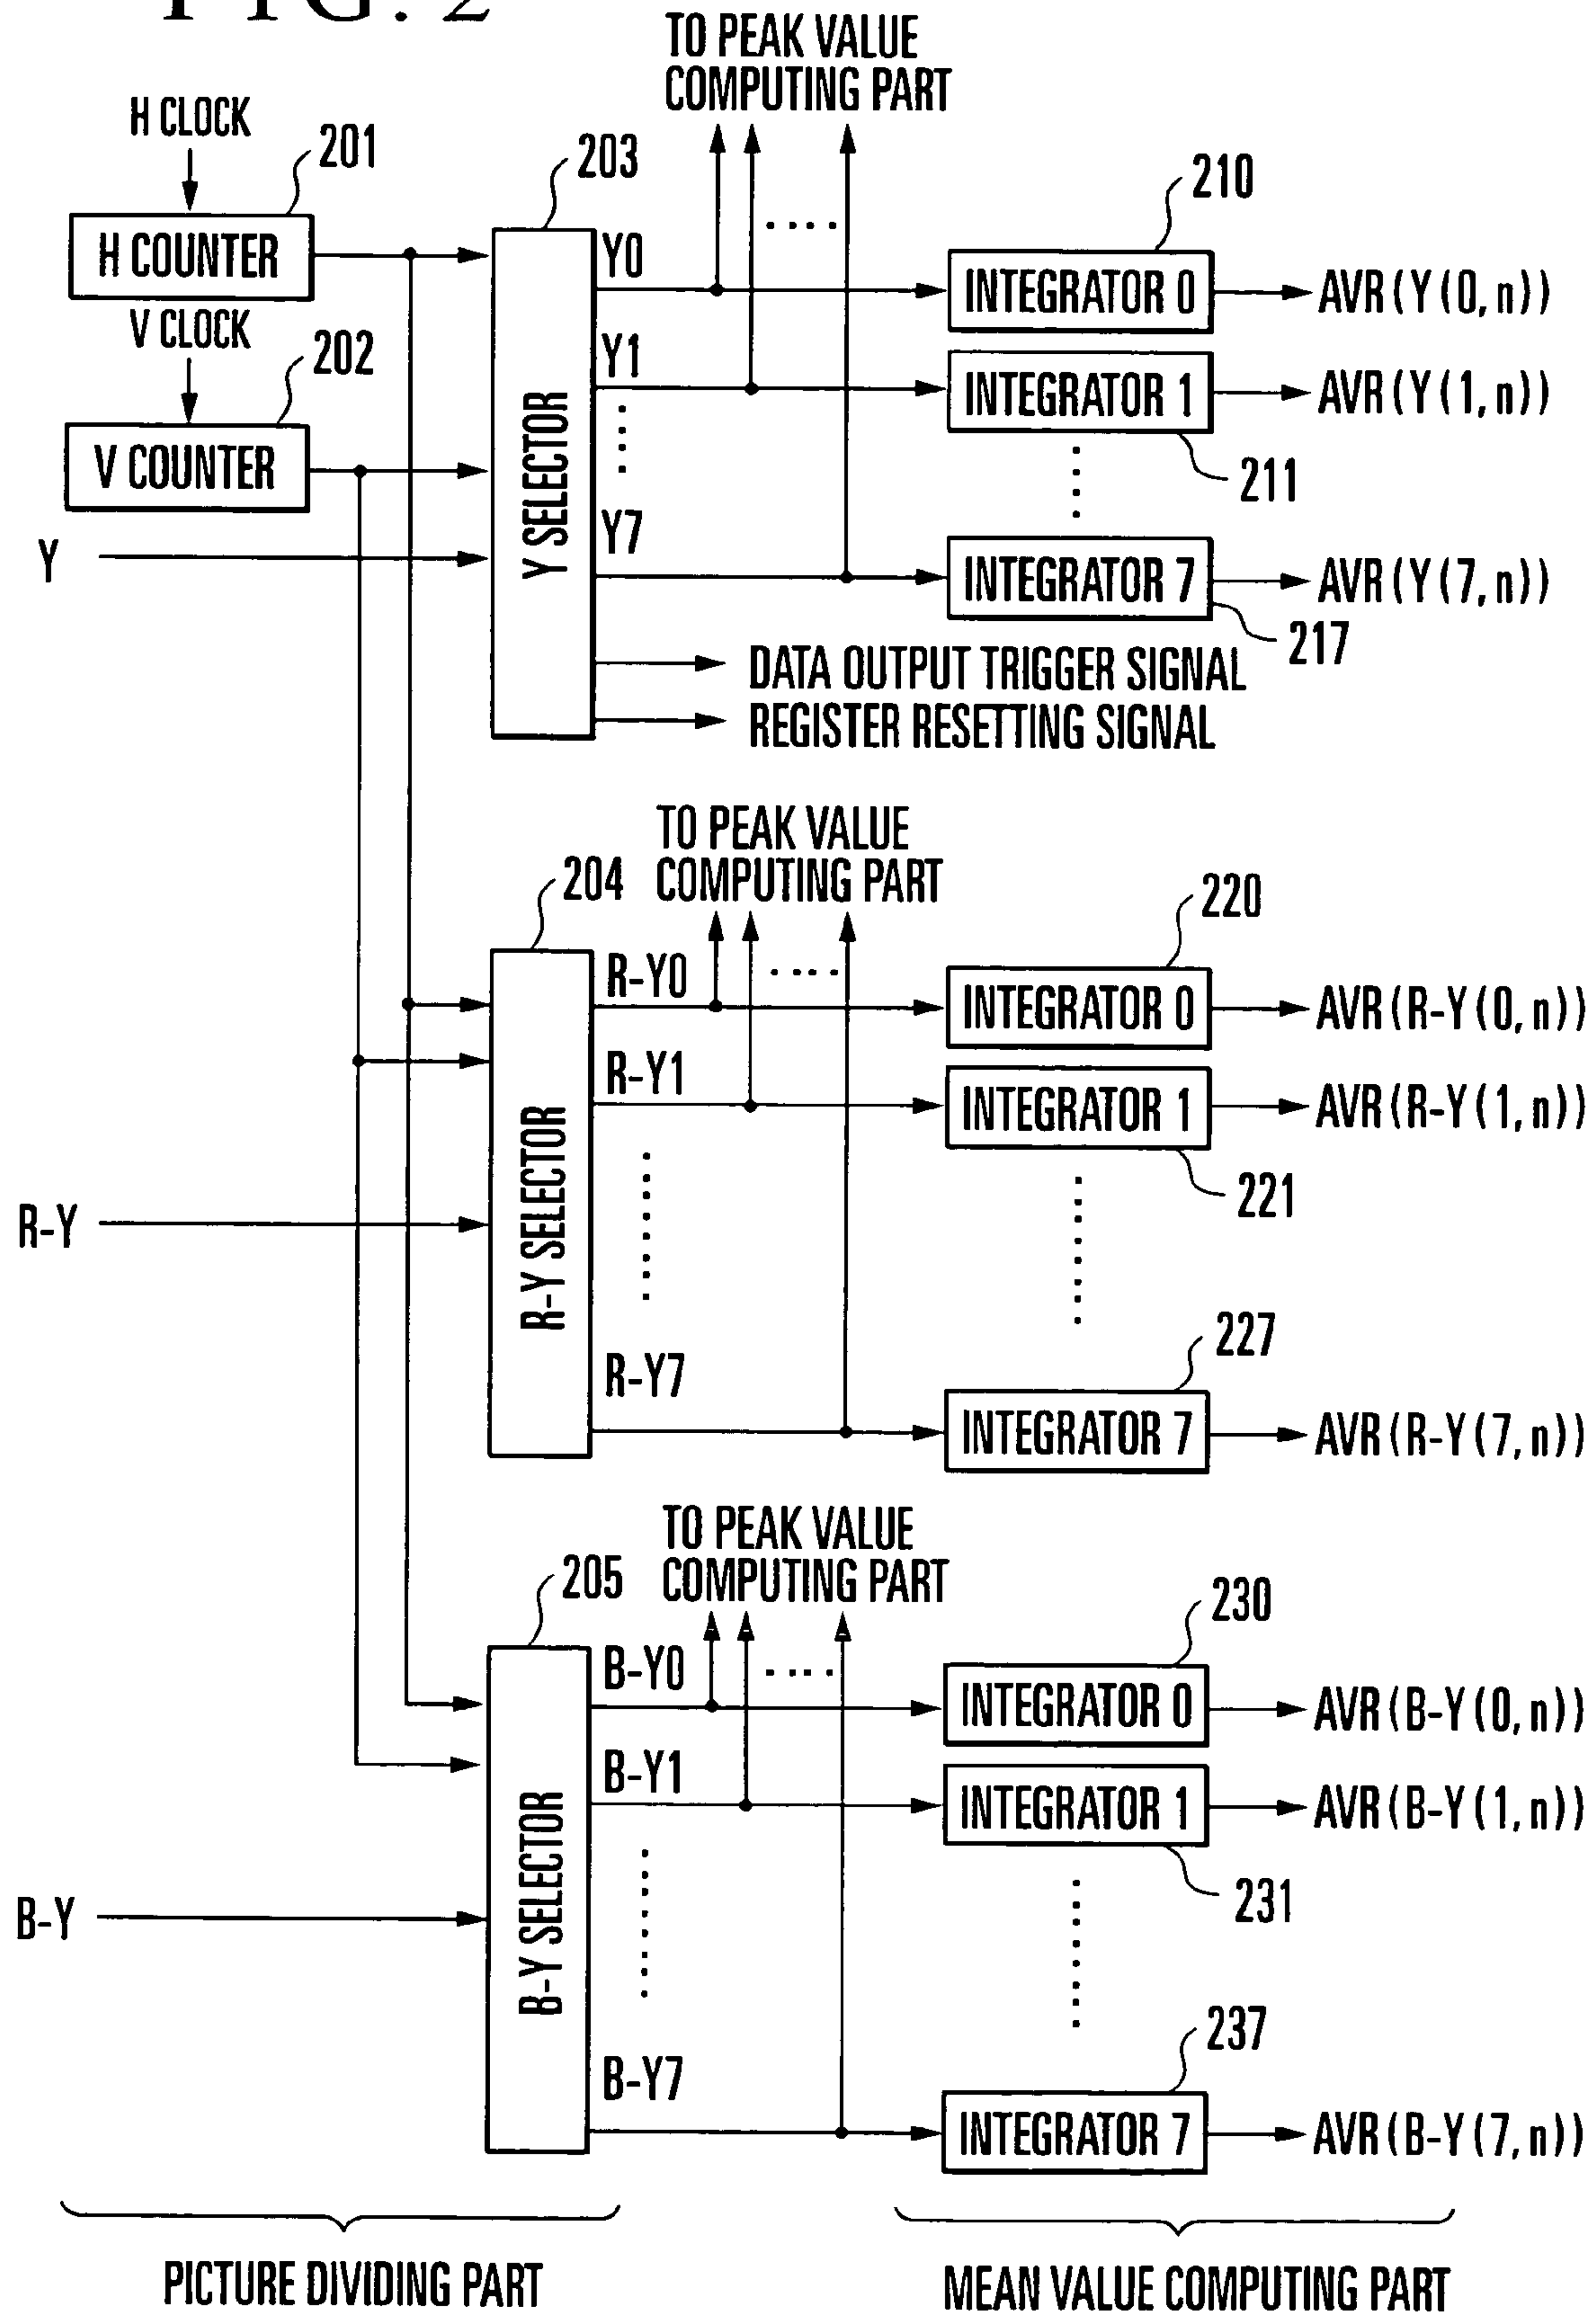 FIG. 2
TO PEAK VALUE
COMPUTING PART
H CLOCK
201
203
210
H COUNTER
Y0
INTEGRATOR 0
AVR(Y(0,n))
V CLOCK
202
Y1
INTEGRATOR 1
AVR(Y(1,n))
V COUNTER
211
Y SELECTOR
Y7
Y
INTEGRATOR 7
AVR(Y(7,n))
217
DATA OUTPUT TRIGGER SIGNAL
REGISTER RESETTING SIGNAL
TO PEAK VALUE
COMPUTING PART
204
220
R-Y0
INTEGRATOR 0
AVR(R-Y(0,n))
R-Y1
INTEGRATOR 1
AVR(R-Y(1,n))
221
R-Y
R-Y SELECTOR
227
R-Y7
INTEGRATOR 7
AVR(R-Y(7,n))
TO PEAK VALUE
COMPUTING PART
205
230
B-Y0
INTEGRATOR 0
AVR(B-Y(0,n))
B-Y1
INTEGRATOR 1
AVR(B-Y(1,n))
231
B-Y
B-Y SELECTOR
237
B-Y7
INTEGRATOR 7
AVR(B-Y(7,n))
PICTURE DIVIDING PART
MEAN VALUE COMPUTING PART